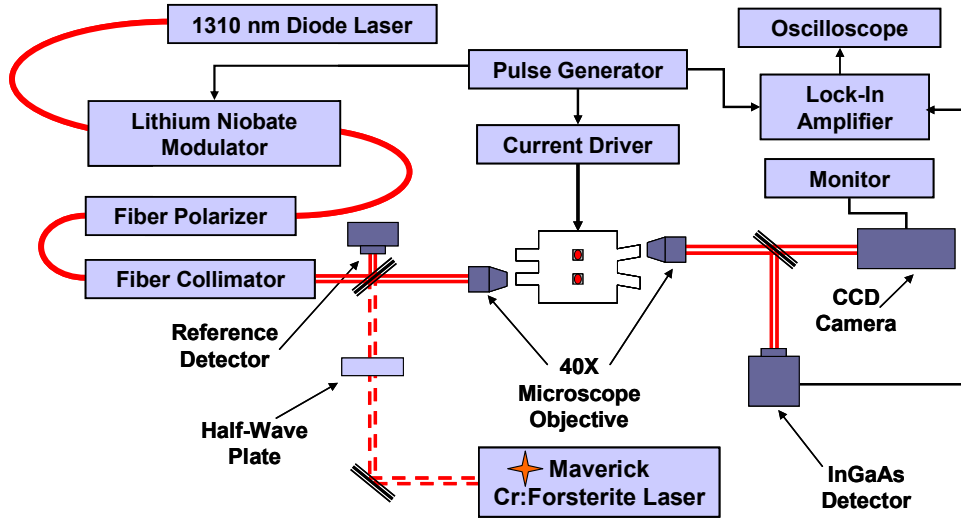 1310 nm Diode Laser
Oscilloscope
Pulse Generator
Lock-In
Amplifier
Lithium Niobate
Modulator
Current Driver
Monitor
Fiber Polarizer
Fiber Collimator
CCD
Camera
Reference
Detector
40X
Microscope
Objective
Half-Wave
Plate
Maverick
Cr:Forsterite Laser
InGaAs
Detector